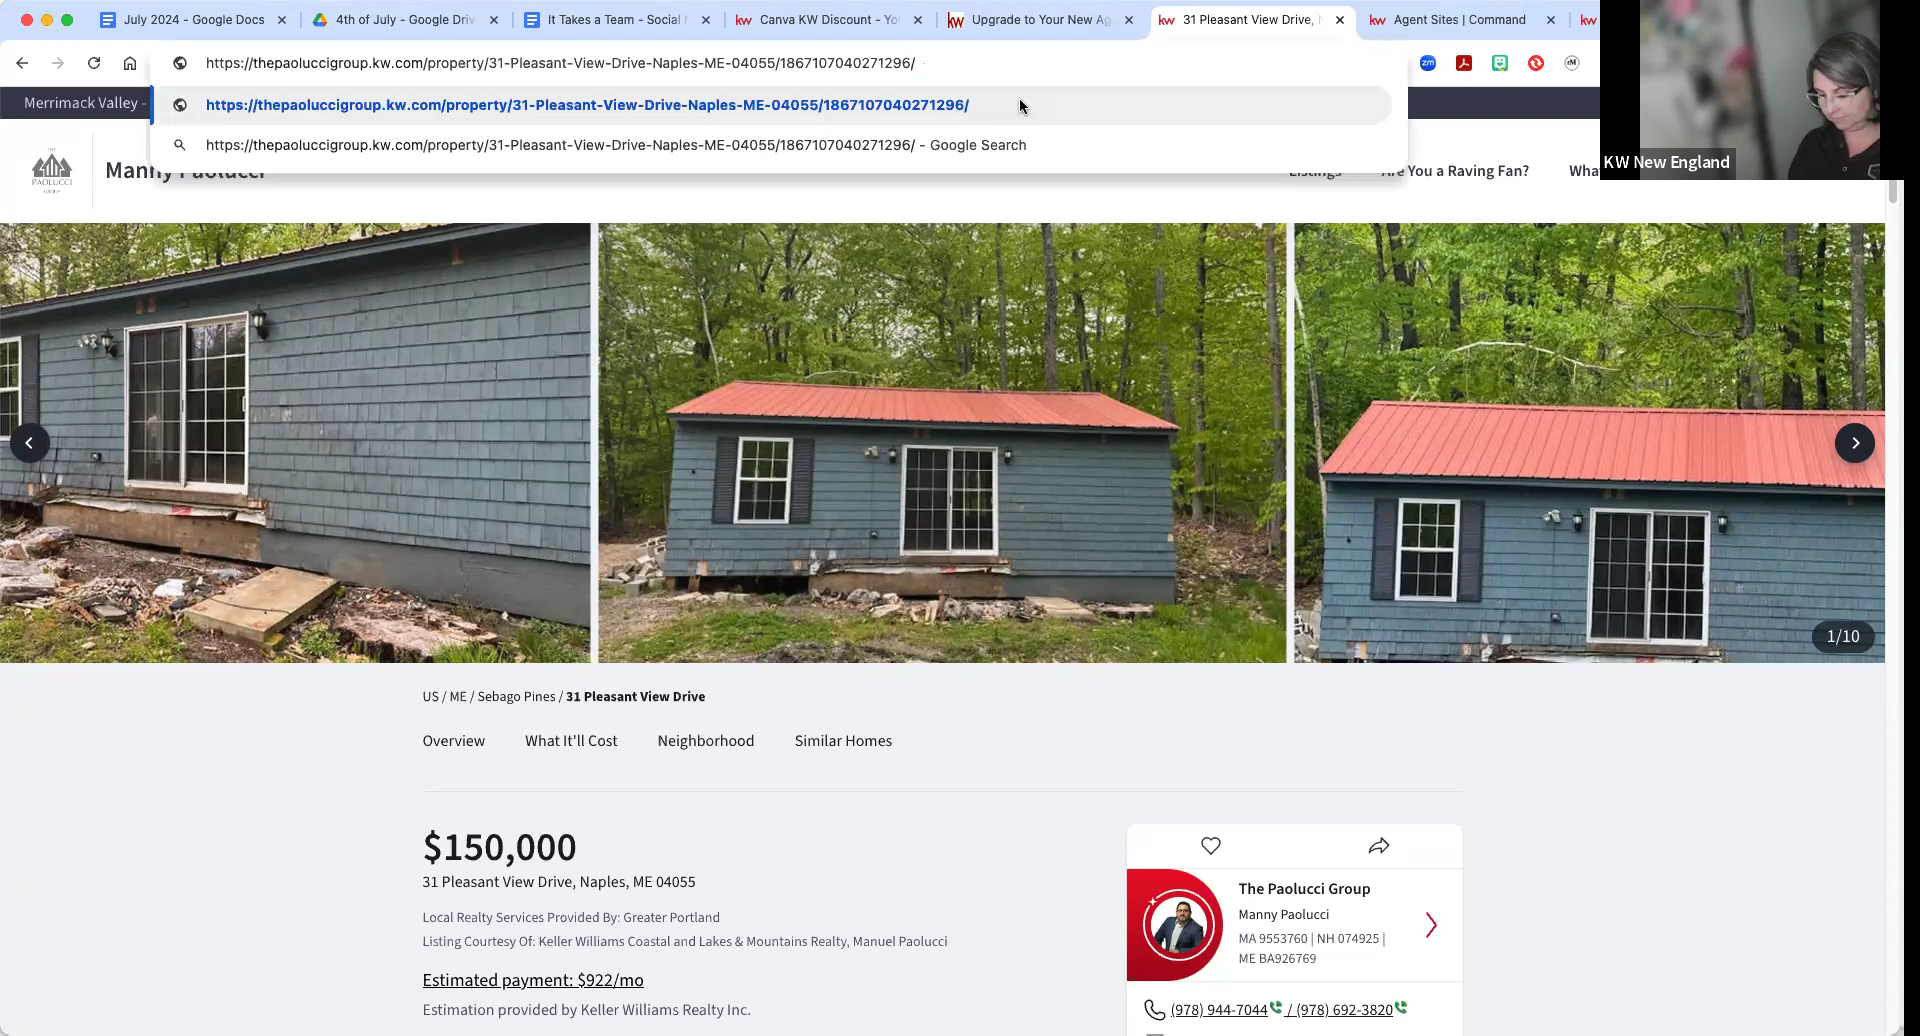 July 2024 - Google Docs
4th of July - Google Driv
It Takes a Team - Social
Canva KW Discount - Yo
Upgrade to Your New Ag
31 Pleasant View Drive,
Agent Sites | Command
https://thepaoluccigroup.kw.com/property/31-Pleasant-View-Drive-Naples-ME-04055/1867107040271296/
Merrimack Valley -
https://thepaoluccigroup.kw.com/property/31-Pleasant-View-Drive-Naples-ME-04055/1867107040271296/
https://thepaoluccigroup.kw.com/property/31-Pleasant-View-Drive-Naples-ME-04055/1867107040271296/ - Google Search
KW New England
PAOLUCCI
GROUP
Manny Paolucci
Listings
Are You a Raving Fan?
Wha
1/10
US / ME / Sebago Pines / 31 Pleasant View Drive
Overview
What It'll Cost
Neighborhood
Similar Homes
$150,000
31 Pleasant View Drive, Naples, ME 04055
Local Realty Services Provided By: Greater Portland
Listing Courtesy Of: Keller Williams Coastal and Lakes & Mountains Realty, Manuel Paolucci
Estimated payment: $922/mo
Estimation provided by Keller Williams Realty Inc.
The Paolucci Group
Manny Paolucci
MA 9553760 | NH 074925 |
ME BA926769
(978) 944-7044 / (978) 692-3820